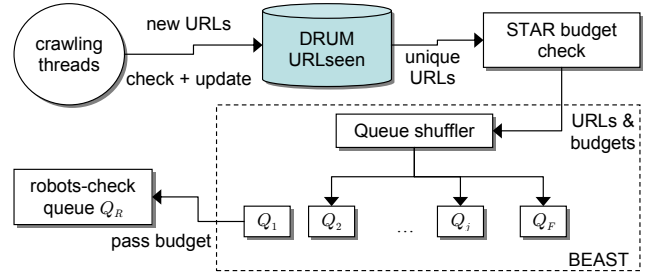 crawling
threads
new URLs
check + update
DRUM
URLseen
unique
URLs
STAR budget
check
URLs &
budgets
Queue shuffler
robots-check
queue Q_R
pass budget
Q_1
Q_2
...
Q_i
Q_F
BEAST